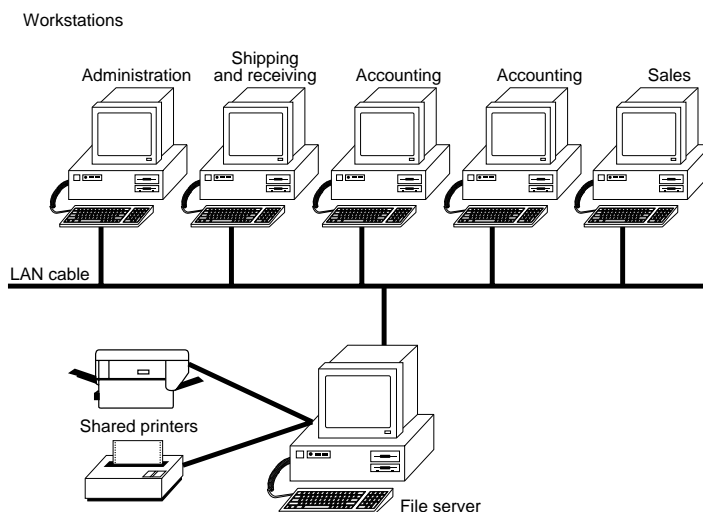 Workstations
Administration
Shipping
and receiving
Accounting
Accounting
Sales
LAN cable
Shared printers
File server